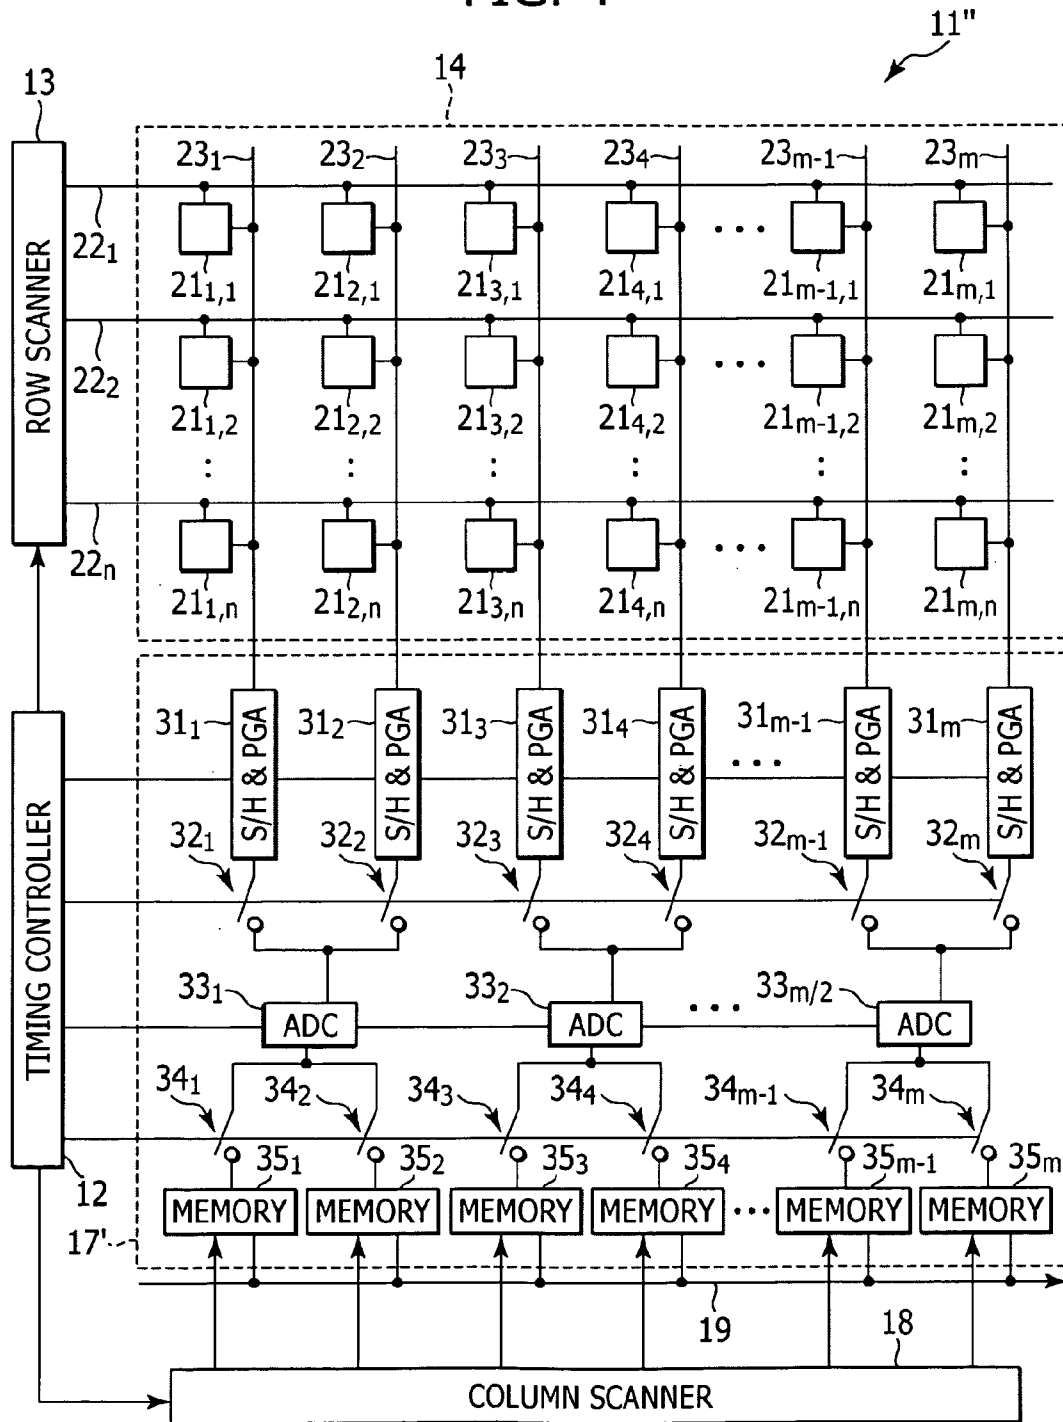 11"
14
13
23₁ 23₂ 23₃ 23₄ 23ₘ₋₁ 23ₘ
ROW SCANNER
22₁
21₁,₁ 21₂,₁ 21₃,₁ 21₄,₁ ••• 21ₘ₋₁,₁ 21ₘ,₁
22₂
21₁,₂ 21₂,₂ 21₃,₂ 21₄,₂ ••• 21ₘ₋₁,₂ 21ₘ,₂
22ₙ
21₁,ₙ 21₂,ₙ 21₃,ₙ 21₄,ₙ ••• 21ₘ₋₁,ₙ 21ₘ,ₙ
31₁ 31₂ 31₃ 31₄ 31ₘ₋₁ 31ₘ
S/H & PGA S/H & PGA S/H & PGA S/H & PGA ••• S/H & PGA S/H & PGA
TIMING CONTROLLER
32₁ 32₂ 32₃ 32₄ 32ₘ₋₁ 32ₘ
33₁ 33₂ ••• 33ₘ/₂
ADC ADC ADC
34₁ 34₂ 34₃ 34₄ 34ₘ₋₁ 34ₘ
35₁ 35₂ 35₃ 35₄ 35ₘ₋₁ 35ₘ
12
MEMORY MEMORY MEMORY MEMORY ••• MEMORY MEMORY
17'
19
18
COLUMN SCANNER